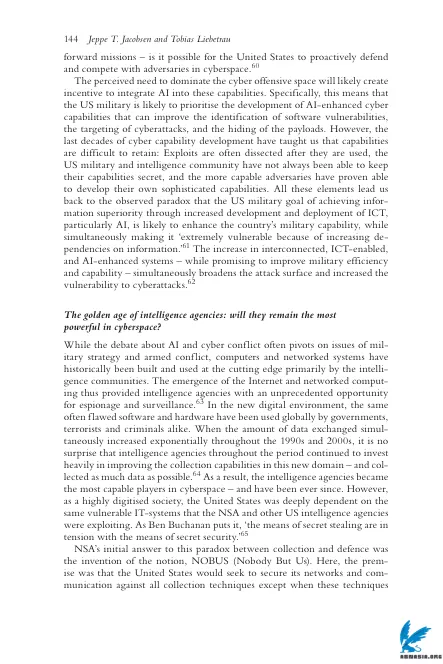 144 Jeppe T. Jacobsen and Tobias Liebetrau
forward missions – is it possible for the United States to proactively defend
and compete with adversaries in cyberspace.60
The perceived need to dominate the cyber offensive space will likely create
incentive to integrate AI into these capabilities. Specifically, this means that
the US military is likely to prioritise the development of AI-enhanced cyber
capabilities that can improve the identification of software vulnerabilities,
the targeting of cyberattacks, and the hiding of the payloads. However, the
last decades of cyber capability development have taught us that capabilities
are difficult to retain: Exploits are often dissected after they are used, the
US military and intelligence community have not always been able to keep
their capabilities secret, and the more capable adversaries have proven able
to develop their own sophisticated capabilities. All these elements lead us
back to the observed paradox that the US military goal of achieving infor-
mation superiority through increased development and deployment of ICT,
particularly AI, is likely to enhance the country's military capability, while
simultaneously making it 'extremely vulnerable because of increasing de-
pendencies on information.'61 The increase in interconnected, ICT-enabled,
and AI-enhanced systems – while promising to improve military efficiency
and capability – simultaneously broadens the attack surface and increased the
vulnerability to cyberattacks.62
The golden age of intelligence agencies: will they remain the most
powerful in cyberspace?
While the debate about AI and cyber conflict often pivots on issues of mil-
itary strategy and armed conflict, computers and networked systems have
historically been built and used at the cutting edge primarily by the intelli-
gence communities. The emergence of the Internet and networked comput-
ing thus provided intelligence agencies with an unprecedented opportunity
for espionage and surveillance.63 In the new digital environment, the same
often flawed software and hardware have been used globally by governments,
terrorists and criminals alike. When the amount of data exchanged simul-
taneously increased exponentially throughout the 1990s and 2000s, it is no
surprise that intelligence agencies throughout the period continued to invest
heavily in improving the collection capabilities in this new domain – and col-
lected as much data as possible.64 As a result, the intelligence agencies became
the most capable players in cyberspace – and have been ever since. However,
as a highly digitised society, the United States was deeply dependent on the
same vulnerable IT-systems that the NSA and other US intelligence agencies
were exploiting. As Ben Buchanan puts it, 'the means of secret stealing are in
tension with the means of secret security.'65
NSA's initial answer to this paradox between collection and defence was
the invention of the notion, NOBUS (Nobody But Us). Here, the prem-
ise was that the United States would seek to secure its networks and com-
munication against all collection techniques except when these techniques